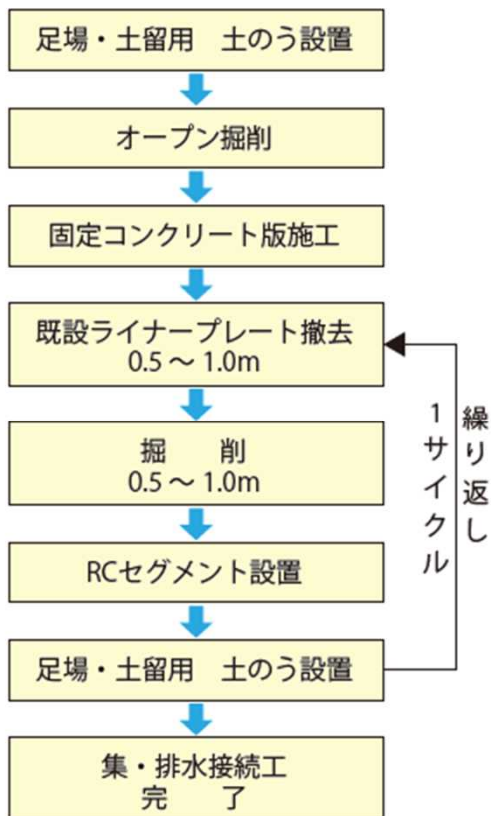 足場・土留用　土のう設置
オープン掘削
固定コンクリート版施工
既設ライナープレート撤去
0.5～1.0m
掘　　削
0.5～1.0m
RCセグメント設置
足場・土留用　土のう設置
集・排水接続工
完　　了
繰り返し
1サイクル